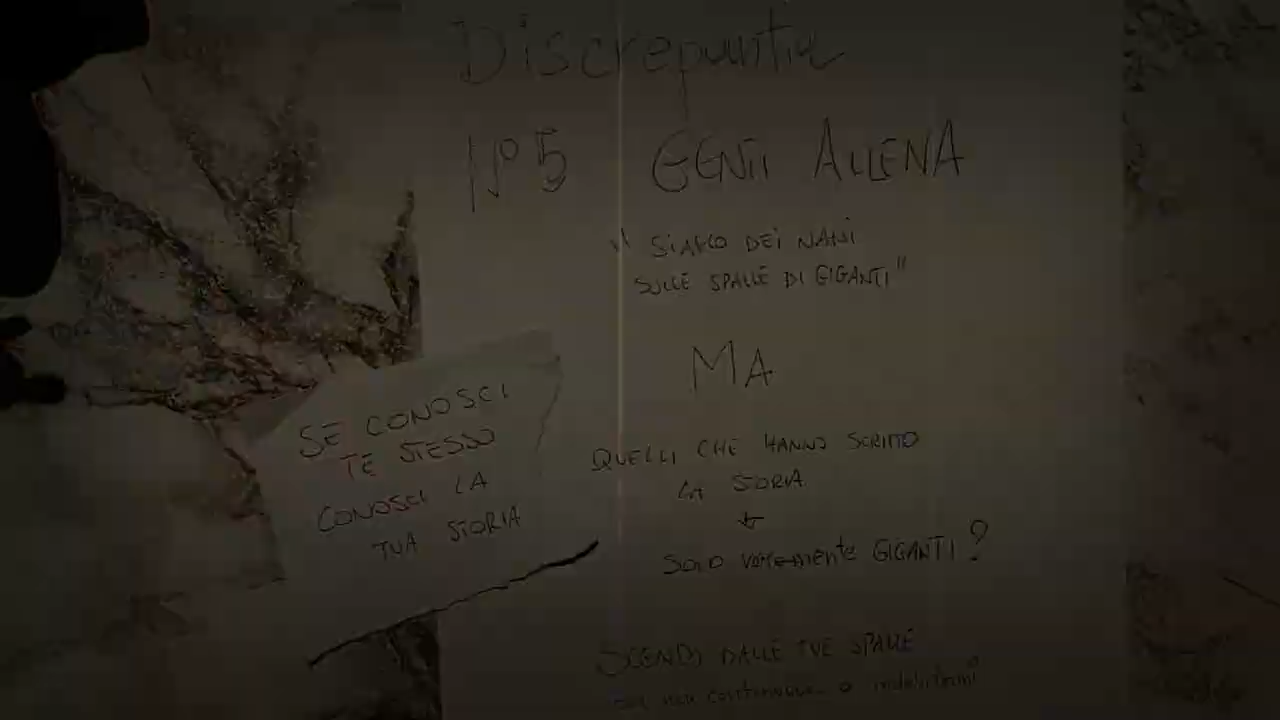 Discrepantia
N° 5 GENTI ALLENA
"SIAMO DEI NANI
SULLE SPALLE DI GIGANTI"
MA
QUELLI CHE HANNO SCRITTO
LA STORIA
SONO veramente GIGANTI?
SCENDI DALLE TUE SPALLE
SE CONOSCI
TE STESSO
CONOSCI LA
TUA STORIA